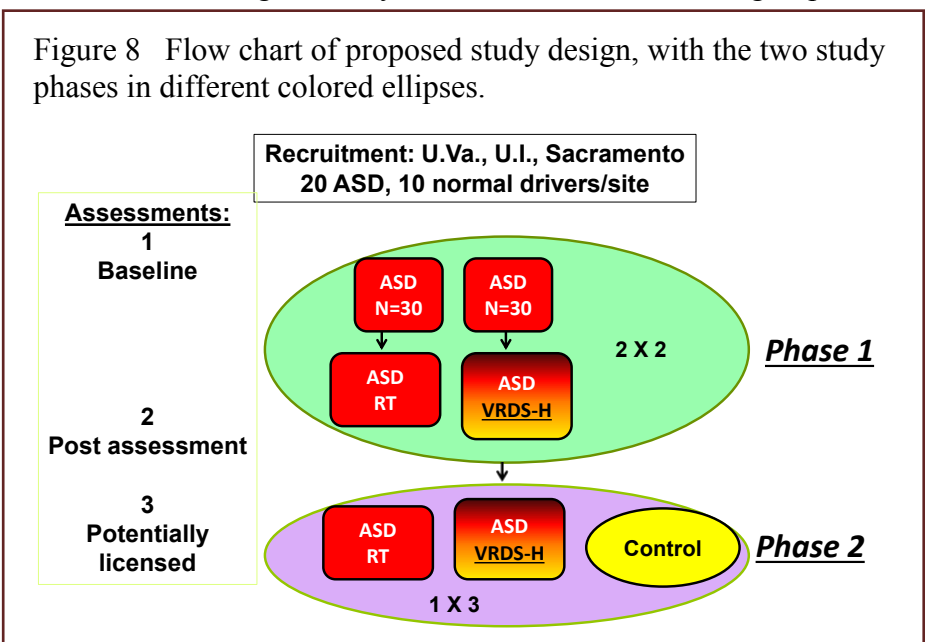 Figure 8   Flow chart of proposed study design, with the two study
phases in different colored ellipses.
Recruitment: U.Va., U.I., Sacramento
20 ASD, 10 normal drivers/site
Assessments:
1
Baseline
ASD
N=30
ASD
N=30
2 X 2
Phase 1
ASD
RT
ASD
VRDS-H
2
Post assessment
3
Potentially
licensed
ASD
RT
ASD
VRDS-H
Control
Phase 2
1 X 3